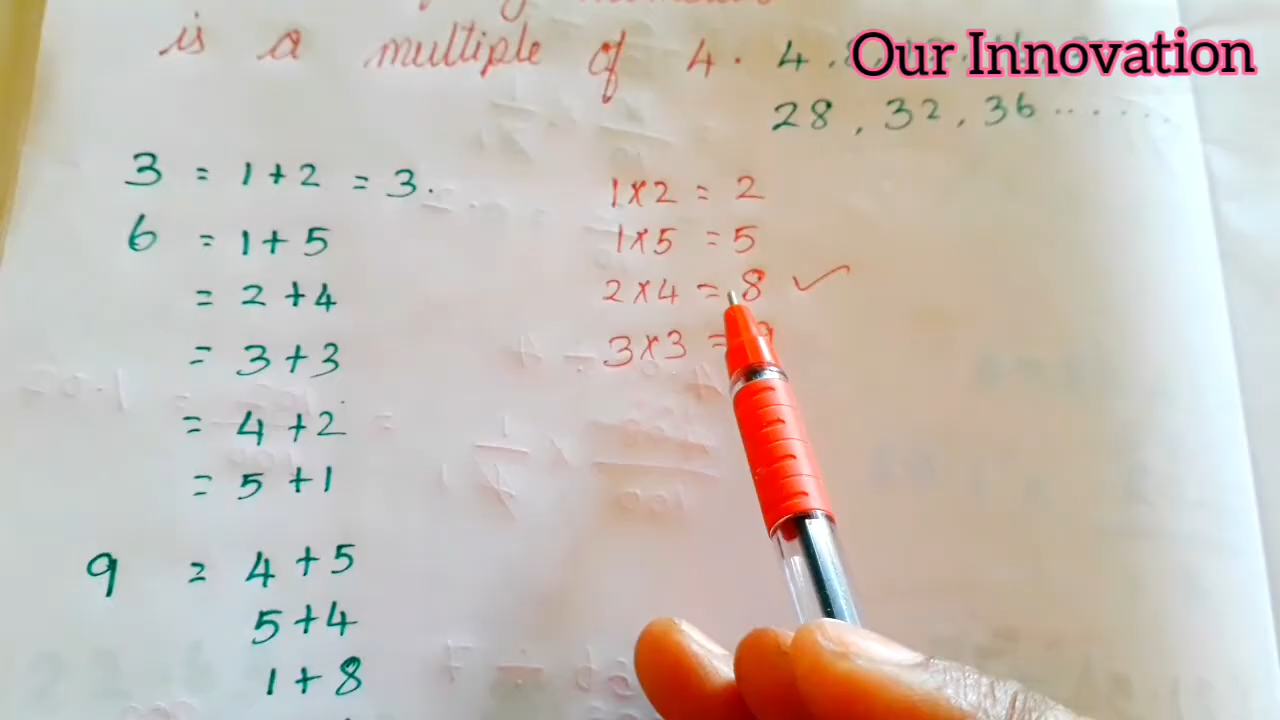 is a multiple of 4. 4.
Our Innovation
28, 32, 36......
3 = 1+2 = 3.
6 = 1+5
= 2+4
= 3+3
= 4+2
= 5+1
9 = 4+5
5+4
1+8
1x2 = 2
1x5 = 5
2x4 = 8 ✓
3x3 =